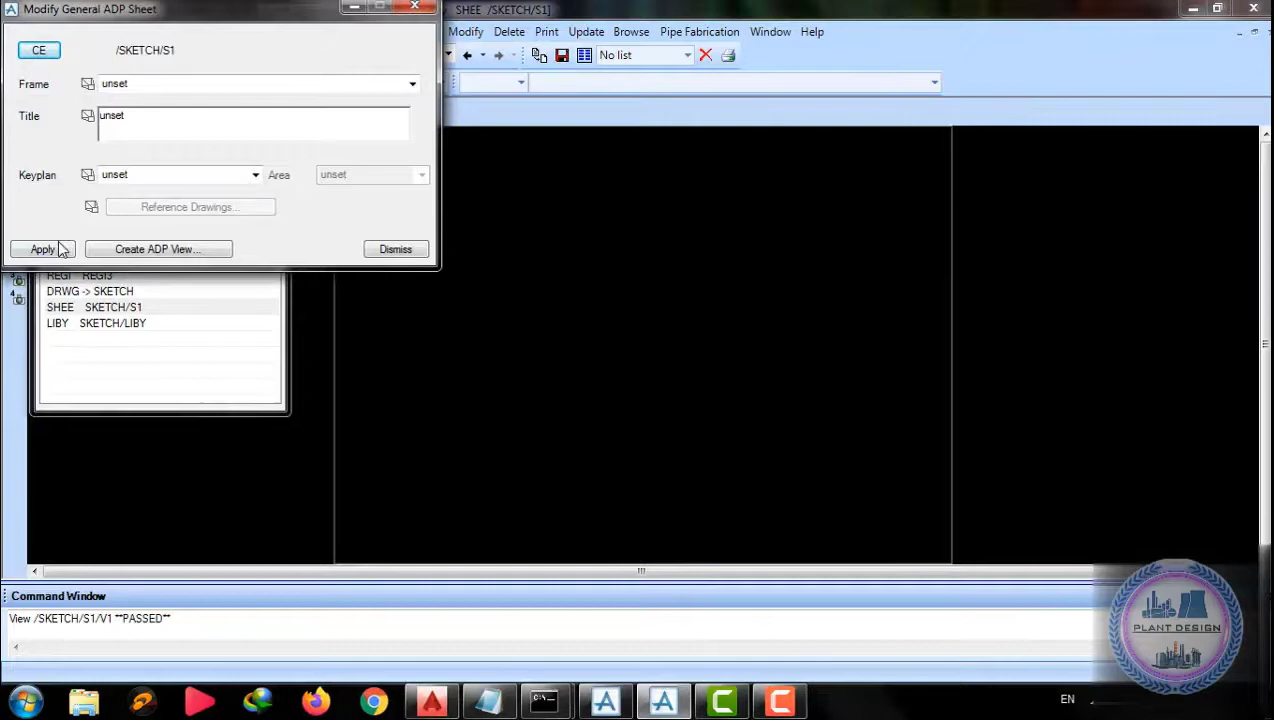 Modify General ADP Sheet
SHEE /SKETCH/S1]
CE /SKETCH/S1
Modify Delete Print Update Browse Pipe Fabrication Window Help
No list
Frame unset
Title unset
Keyplan unset Area unset
Reference Drawings...
Apply Create ADP View... Dismiss
REGI REGI3
DRWG -> SKETCH
SHEE SKETCH/S1
LIBY SKETCH/LIBY
4
Command Window
View /SKETCH/S1/V1 **PASSED**
PLANT DESIGN
EN